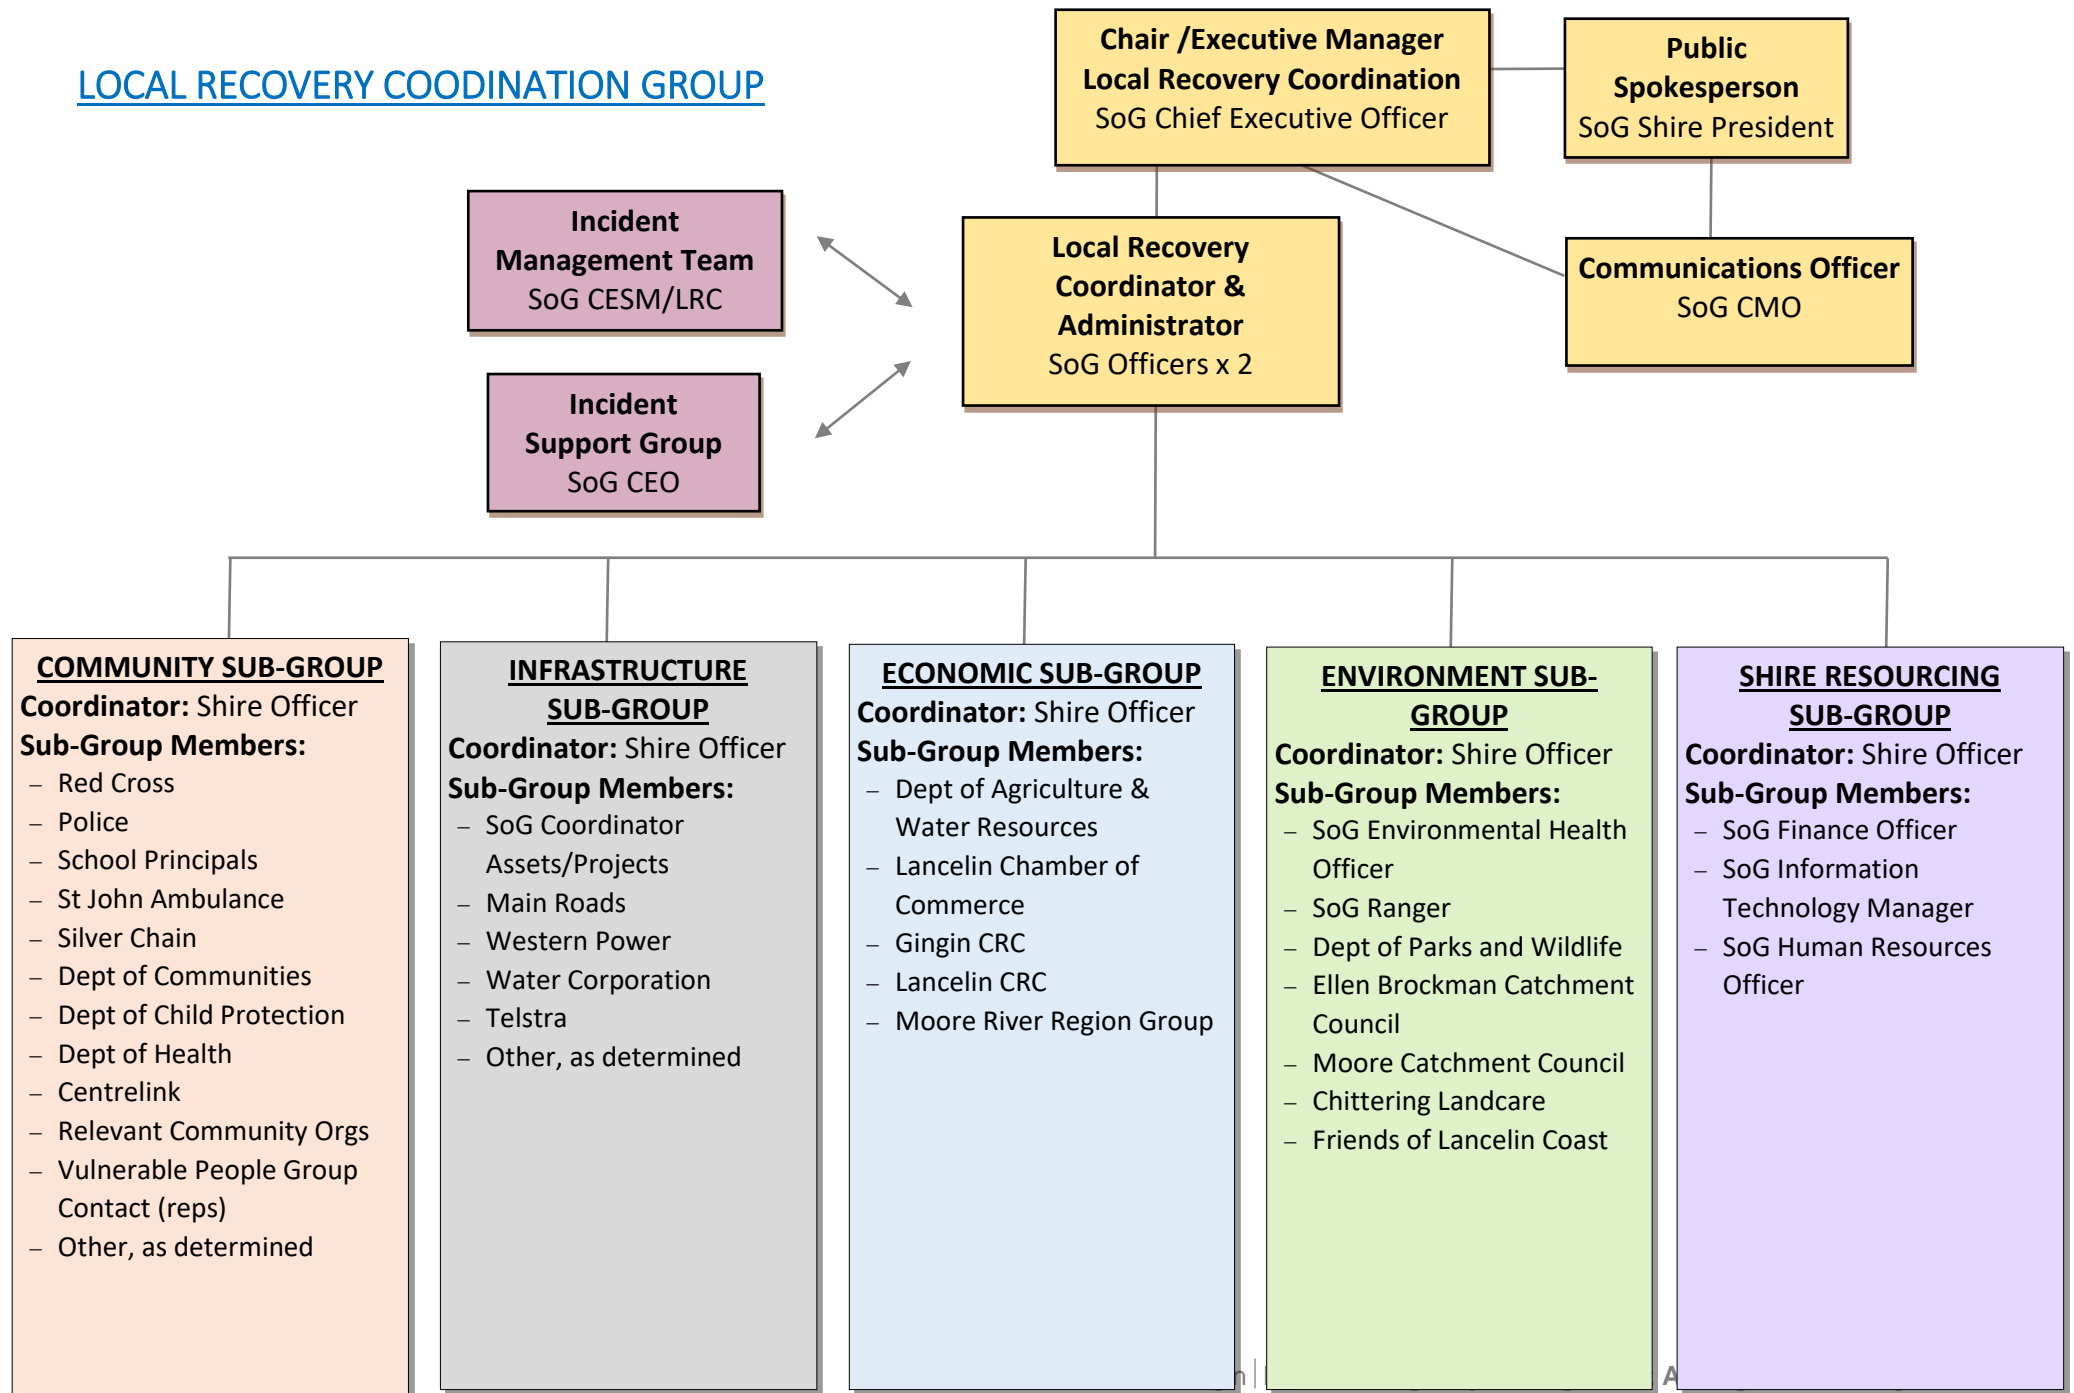 LOCAL RECOVERY COODINATION GROUP
Chair /Executive Manager
Local Recovery Coordination
SoG Chief Executive Officer
Public
Spokesperson
SoG Shire President
Incident
Management Team
SoG CESM/LRC
Local Recovery
Coordinator &
Administrator
SoG Officers x 2
Communications Officer
SoG CMO
Incident
Support Group
SoG CEO
COMMUNITY SUB-GROUP
Coordinator: Shire Officer
Sub-Group Members:
– Red Cross
– Police
– School Principals
– St John Ambulance
– Silver Chain
– Dept of Communities
– Dept of Child Protection
– Dept of Health
– Centrelink
– Relevant Community Orgs
– Vulnerable People Group
Contact (reps)
– Other, as determined
INFRASTRUCTURE
SUB-GROUP
Coordinator: Shire Officer
Sub-Group Members:
– SoG Coordinator
Assets/Projects
– Main Roads
– Western Power
– Water Corporation
– Telstra
– Other, as determined
ECONOMIC SUB-GROUP
Coordinator: Shire Officer
Sub-Group Members:
– Dept of Agriculture &
Water Resources
– Lancelin Chamber of
Commerce
– Gingin CRC
– Lancelin CRC
– Moore River Region Group
ENVIRONMENT SUB-
GROUP
Coordinator: Shire Officer
Sub-Group Members:
– SoG Environmental Health
Officer
– SoG Ranger
– Dept of Parks and Wildlife
– Ellen Brockman Catchment
Council
– Moore Catchment Council
– Chittering Landcare
– Friends of Lancelin Coast
SHIRE RESOURCING
SUB-GROUP
Coordinator: Shire Officer
Sub-Group Members:
– SoG Finance Officer
– SoG Information
Technology Manager
– SoG Human Resources
Officer